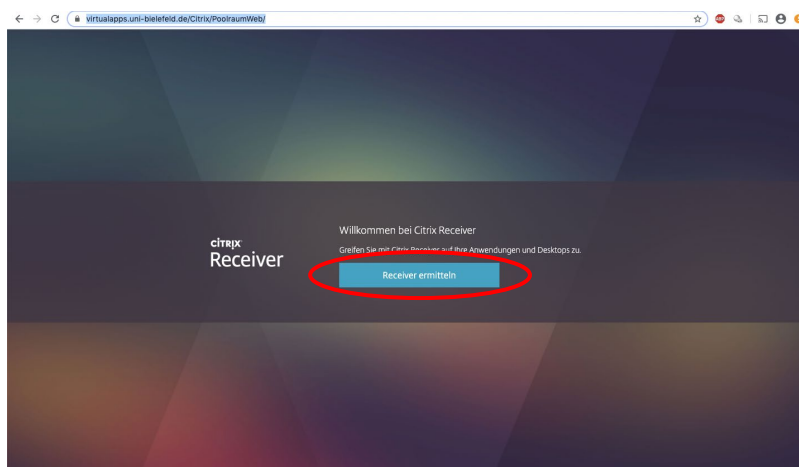 virtualapps.uni-bielefeld.de/Citrix/PoolraumWeb/
ABP
Willkommen bei Citrix Receiver
CITRIX
Receiver
Greifen Sie mit Citrix Receiver auf Ihre Anwendungen und Desktops zu.
Receiver ermitteln